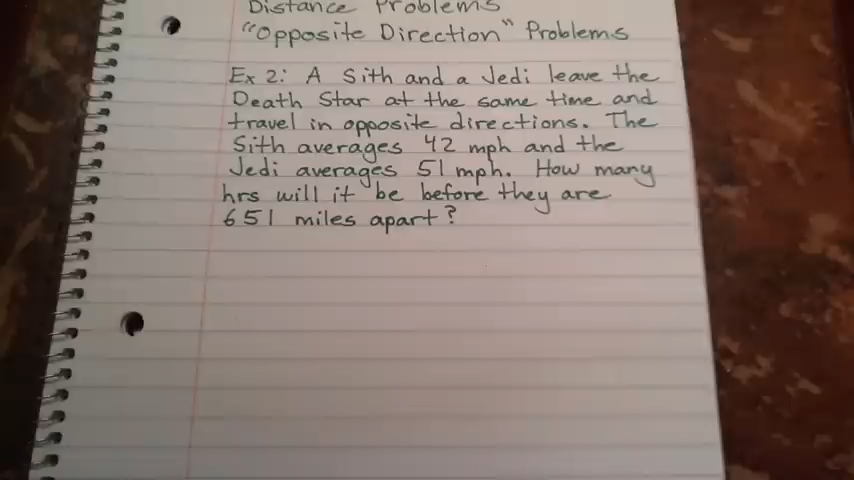 Distance Problems
"Opposite Direction" Problems
Ex 2: A Sith and a Jedi leave the
Death Star at the same time and
travel in opposite directions. The
Sith averages 42 mph and the
Jedi averages 51 mph. How many
hrs will it be before they are
651 miles apart?